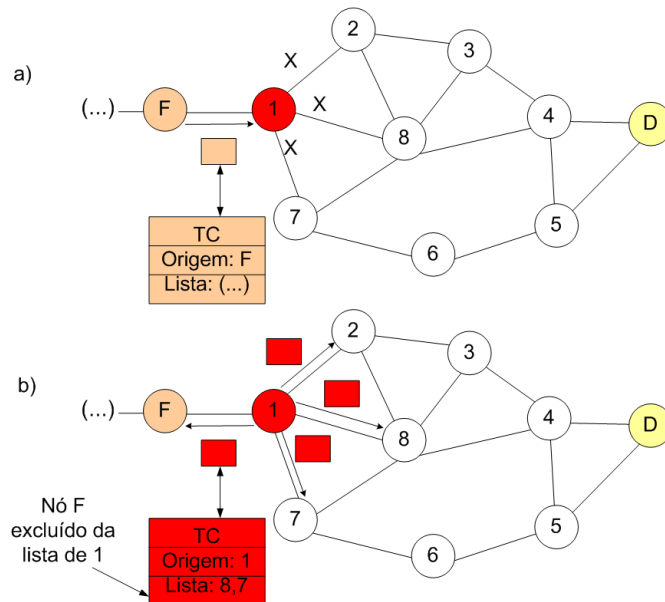 a)
(...)
F
1
2
3
4
5
6
7
8
D
X
X
X
TC
Origem: F
Lista: (...)
b)
(...)
F
1
2
3
4
5
6
7
8
D
Nó F
excluído da
lista de 1
TC
Origem: 1
Lista: 8,7